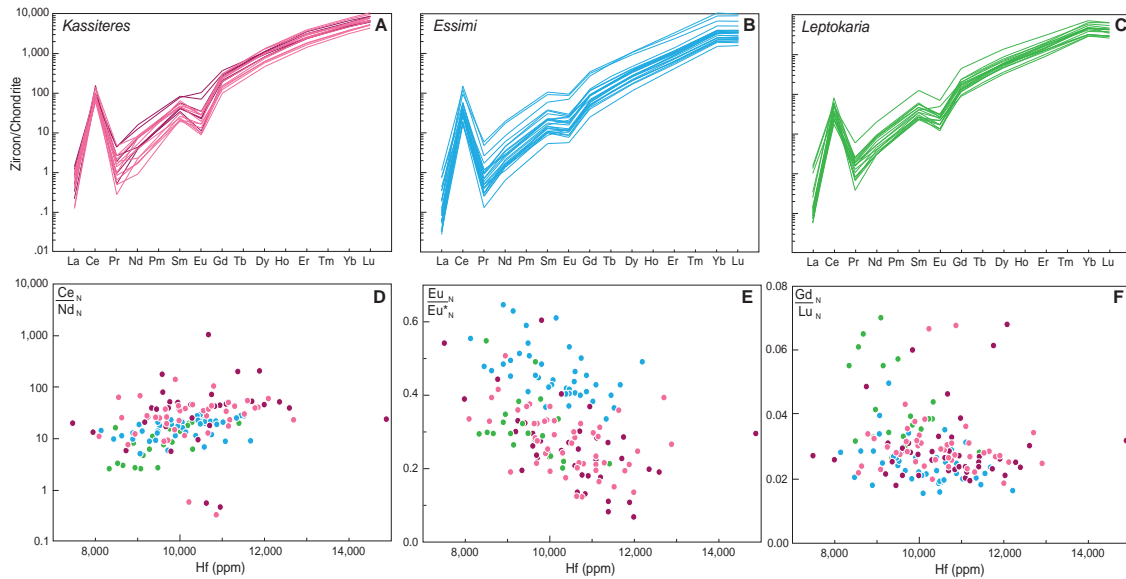 Kassiteres A
Essimi B
Leptokaria C
Zircon/Chondrite
10,000
1,000
100
10
1
.1
.01
La Ce Pr Nd Pm Sm Eu Gd Tb Dy Ho Er Tm Yb Lu
La Ce Pr Nd Pm Sm Eu Gd Tb Dy Ho Er Tm Yb Lu
La Ce Pr Nd Pm Sm Eu Gd Tb Dy Ho Er Tm Yb Lu
Ce N
Nd N
D
10,000
1,000
100
10
1
0.1
8,000 10,000 12,000 14,000
Hf (ppm)
Eu N
Eu* N
E
0.6
0.4
0.2
0.0
8,000 10,000 12,000 14,000
Hf (ppm)
Gd N
Lu N
F
0.08
0.06
0.04
0.02
0.00
8,000 10,000 12,000 14,000
Hf (ppm)